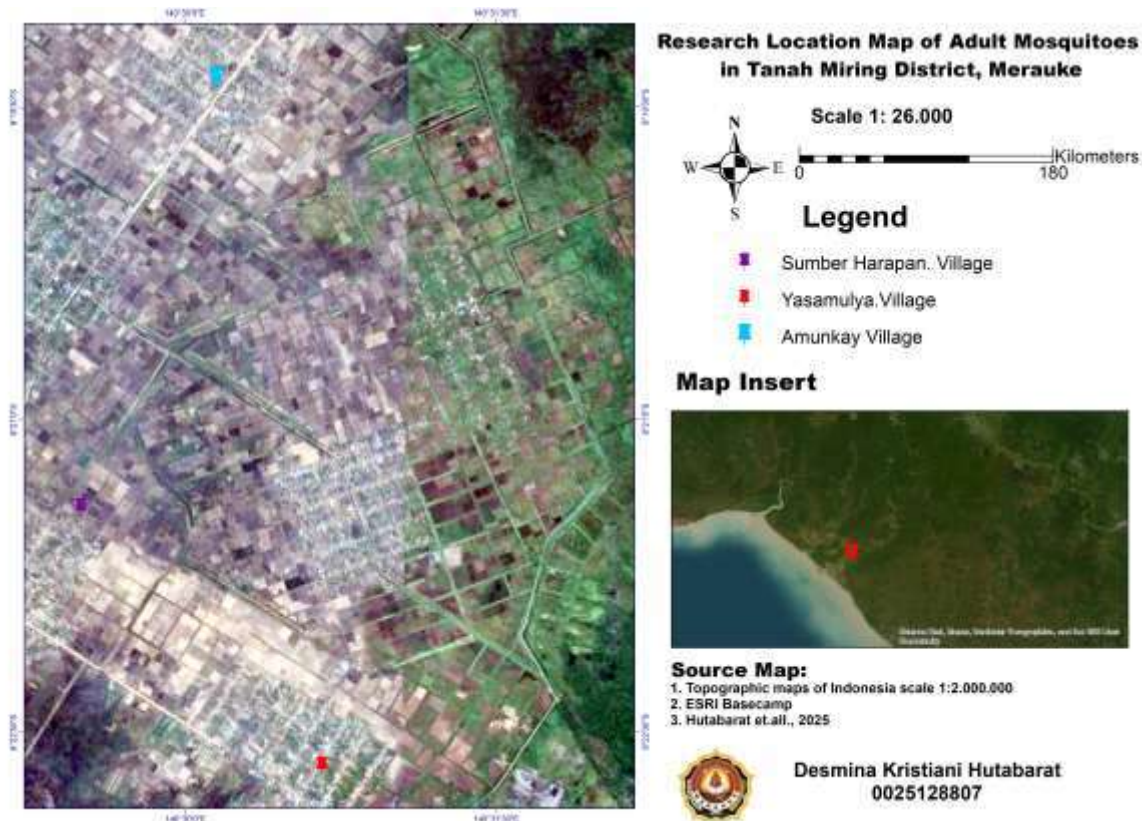 Research Location Map of Adult Mosquitoes
in Tanah Miring District, Merauke
Scale 1: 26.000
N
W E
S
Kilometers
0 180
Legend
Sumber Harapan. Village
Yasamulya.Village
Amunkay Village
Map Insert
Source Map:
1. Topographic maps of Indonesia scale 1:2.000.000
2. ESRI Basecamp
3. Hutabarat et.all., 2025
Desmina Kristiani Hutabarat
0025128807